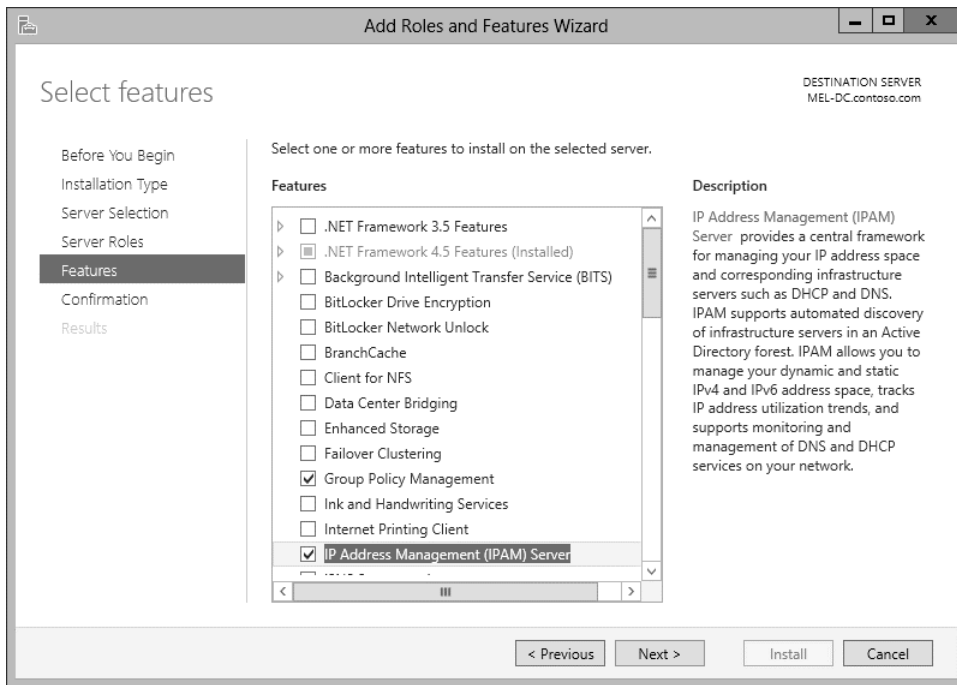 Add Roles and Features Wizard
Select features
DESTINATION SERVER
MEL-DC.contoso.com
Before You Begin
Installation Type
Server Selection
Server Roles
Features
Confirmation
Results
Select one or more features to install on the selected server.
Features
.NET Framework 3.5 Features
.NET Framework 4.5 Features (Installed)
Background Intelligent Transfer Service (BITS)
BitLocker Drive Encryption
BitLocker Network Unlock
BranchCache
Client for NFS
Data Center Bridging
Enhanced Storage
Failover Clustering
Group Policy Management
Ink and Handwriting Services
Internet Printing Client
IP Address Management (IPAM) Server
Description
IP Address Management (IPAM)
Server provides a central framework
for managing your IP address space
and corresponding infrastructure
servers such as DHCP and DNS.
IPAM supports automated discovery
of infrastructure servers in an Active
Directory forest. IPAM allows you to
manage your dynamic and static
IPv4 and IPv6 address space, tracks
IP address utilization trends, and
supports monitoring and
management of DNS and DHCP
services on your network.
< Previous
Next >
Install
Cancel